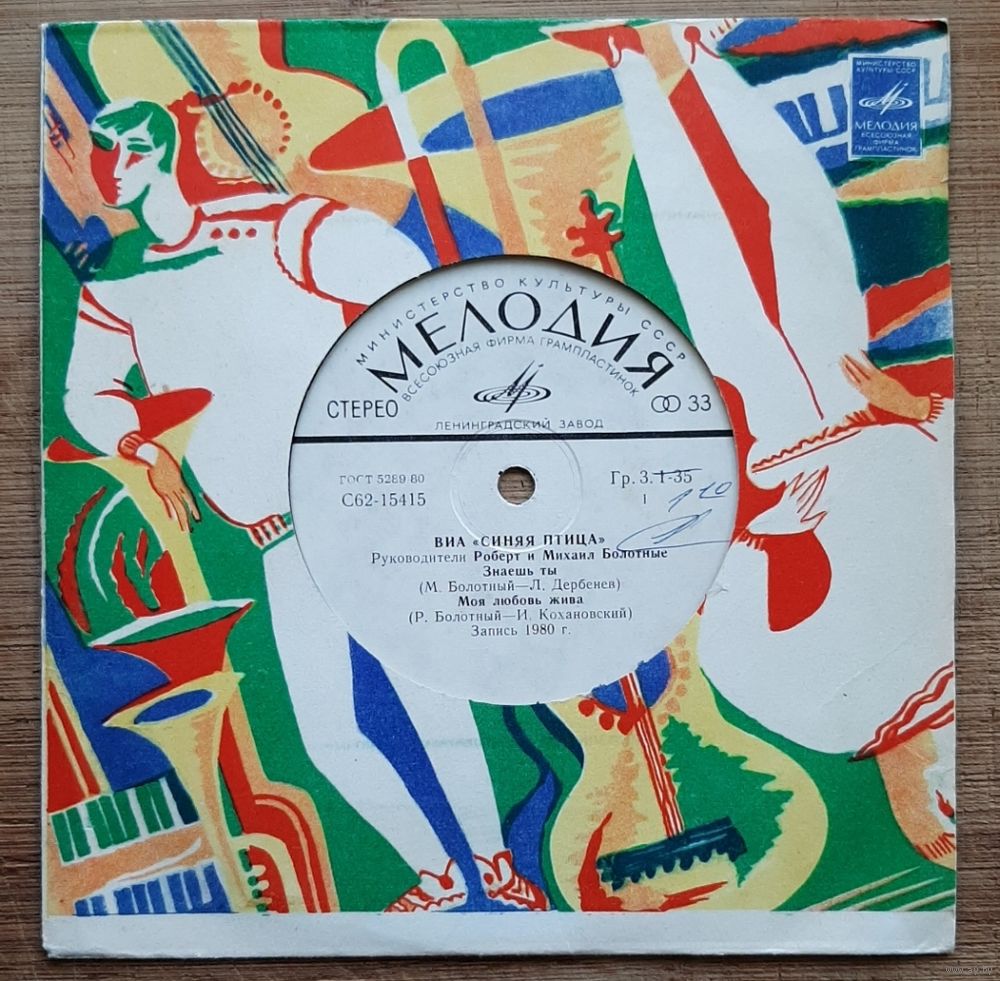 МИНИСТЕРСТВО
КУЛЬТУРЫ СССР
МЕЛОДИЯ
ВСЕСОЮЗНАЯ
ФИРМА
ГРАМПЛАСТИНОК
МИНИСТЕРСТВО КУЛЬТУРЫ СССР
МЕЛОДИЯ
ВСЕСОЮЗНАЯ ФИРМА ГРАМПЛАСТИНОК
СТЕРЕО
33
ЛЕНИНГРАДСКИЙ ЗАВОД
ГОСТ 5289-80
Гр. 3. 1-35
С62-15415
1
1-10
ВИА «СИНЯЯ ПТИЦА»
Руководители Роберт и Михаил Болотные
Знаешь ты
(М. Болотный—Л. Дербенев)
Моя любовь жива
(Р. Болотный—И. Кохановский)
Запись 1980 г.